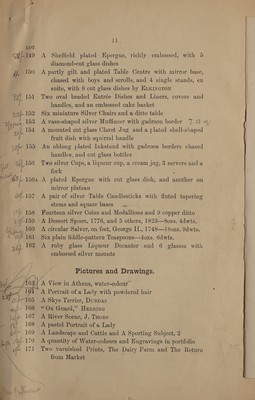 11
LOT
149 A Sheffield plated Epergne, richly embossed, with 5
diamond-cut glass dishes
150 A partly gilt and plated Table Centre with mirror base,
chased with boys and scrolls, and 4 single stands, en
suite, with 6 cut glass dishes by ELKINGTON
151 Two oval beaded Entrée Dishes and Liners, covers and
handles, and an embossed cake basket
152 Six miniature Silver Chairs and a ditto table
153 A vase-shaped silver Muffineer with gadroon border
154 A mounted cut glass Claret Jug and a plated shell-shaped
fruit dish with squirrel handle
155 An oblong plated Inkstand with gadroon borders chased
handles, and cut glass bottles
156 Two silver Cups, a liqueur cup, a cream jug, 3 servers and a
fork
156A A plated Epergne with cut glass dish, and another on
mirror plateau
157 A pair of silver Table Candlesticks with fluted tapering
stems and square bases
158 Fourteen silver Coins and Medallions and 9 copper ditto
159 A Dessert Spoon, 1776, and 5 others, 1823—8ozs. 4dwts.
160 A circular Salver, on feet, George II., 1748—14ozs. 9dwts.
161 Six plain fiddle-pattern Teaspoons—4ozs. 6dwts.
162 A ruby glass Liqueur Decanter and 6 glasses with
embossed silver mounts
Pictures and Drawings.
163 A View in Athens, water-colour
164 A Portrait of a Lady with powdered hair
165 A Skye Terrier, DUNDAS
166 "On Guard," HERRING
167 A River Scene, J. THORS
168 A pastel Portrait of a Lady
169 A Landscape and Cattle and A Sporting Subject, 2
170 A quantity of Water-colours and Engravings in portfolio
171 Two varnished Prints, The Dairy Farm and The Return
from Market